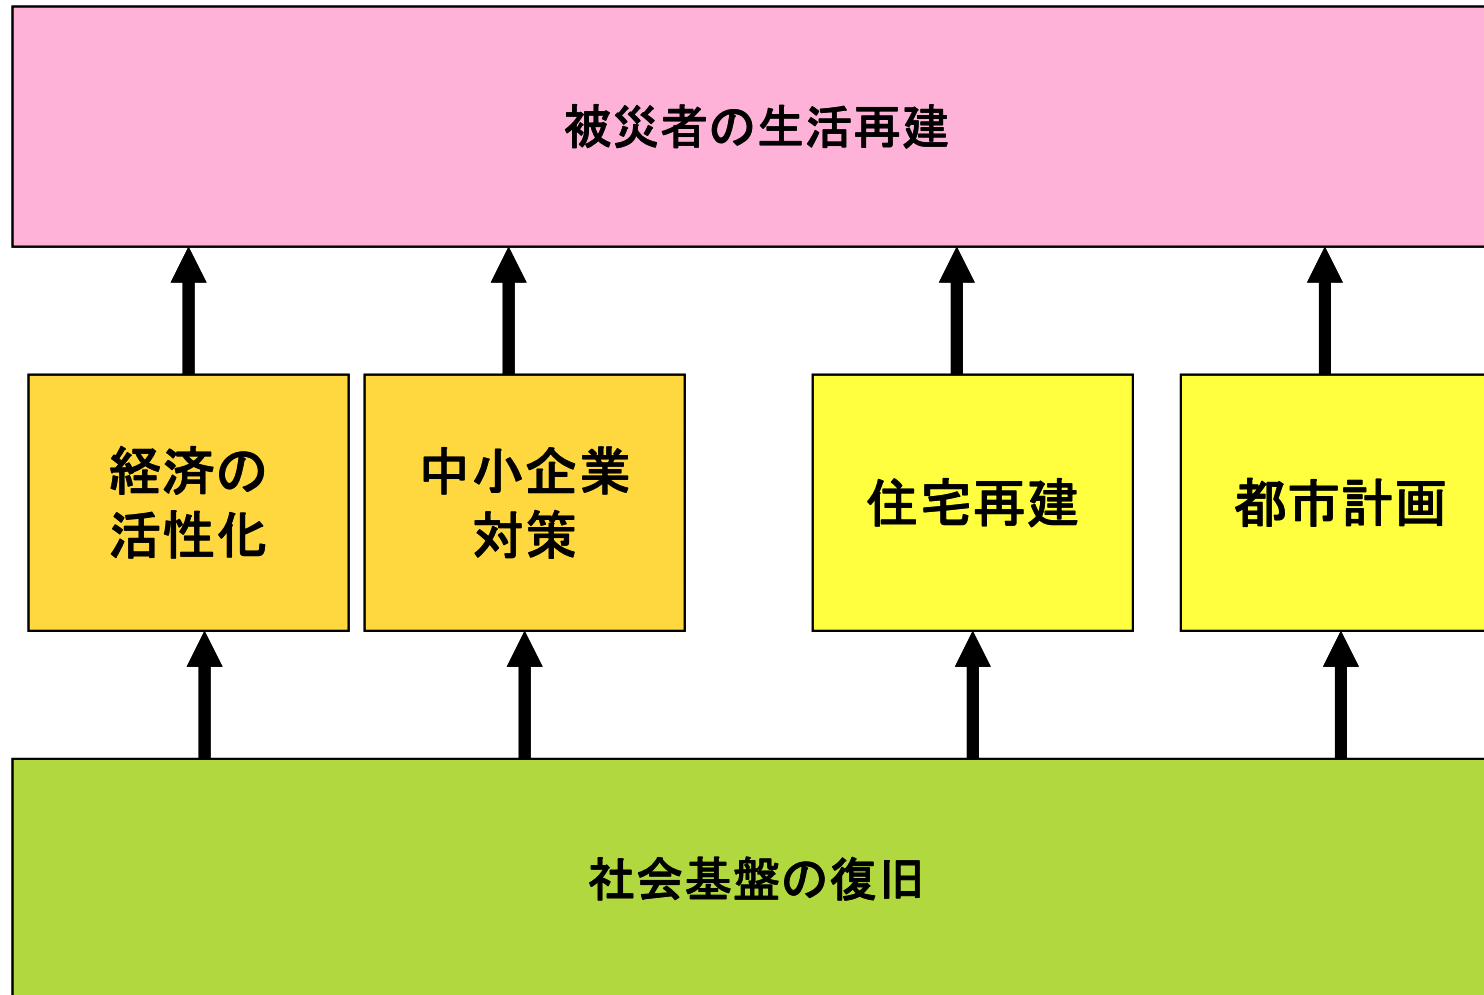 被災者の生活再建
経済の
活性化
中小企業
対策
住宅再建
都市計画
社会基盤の復旧